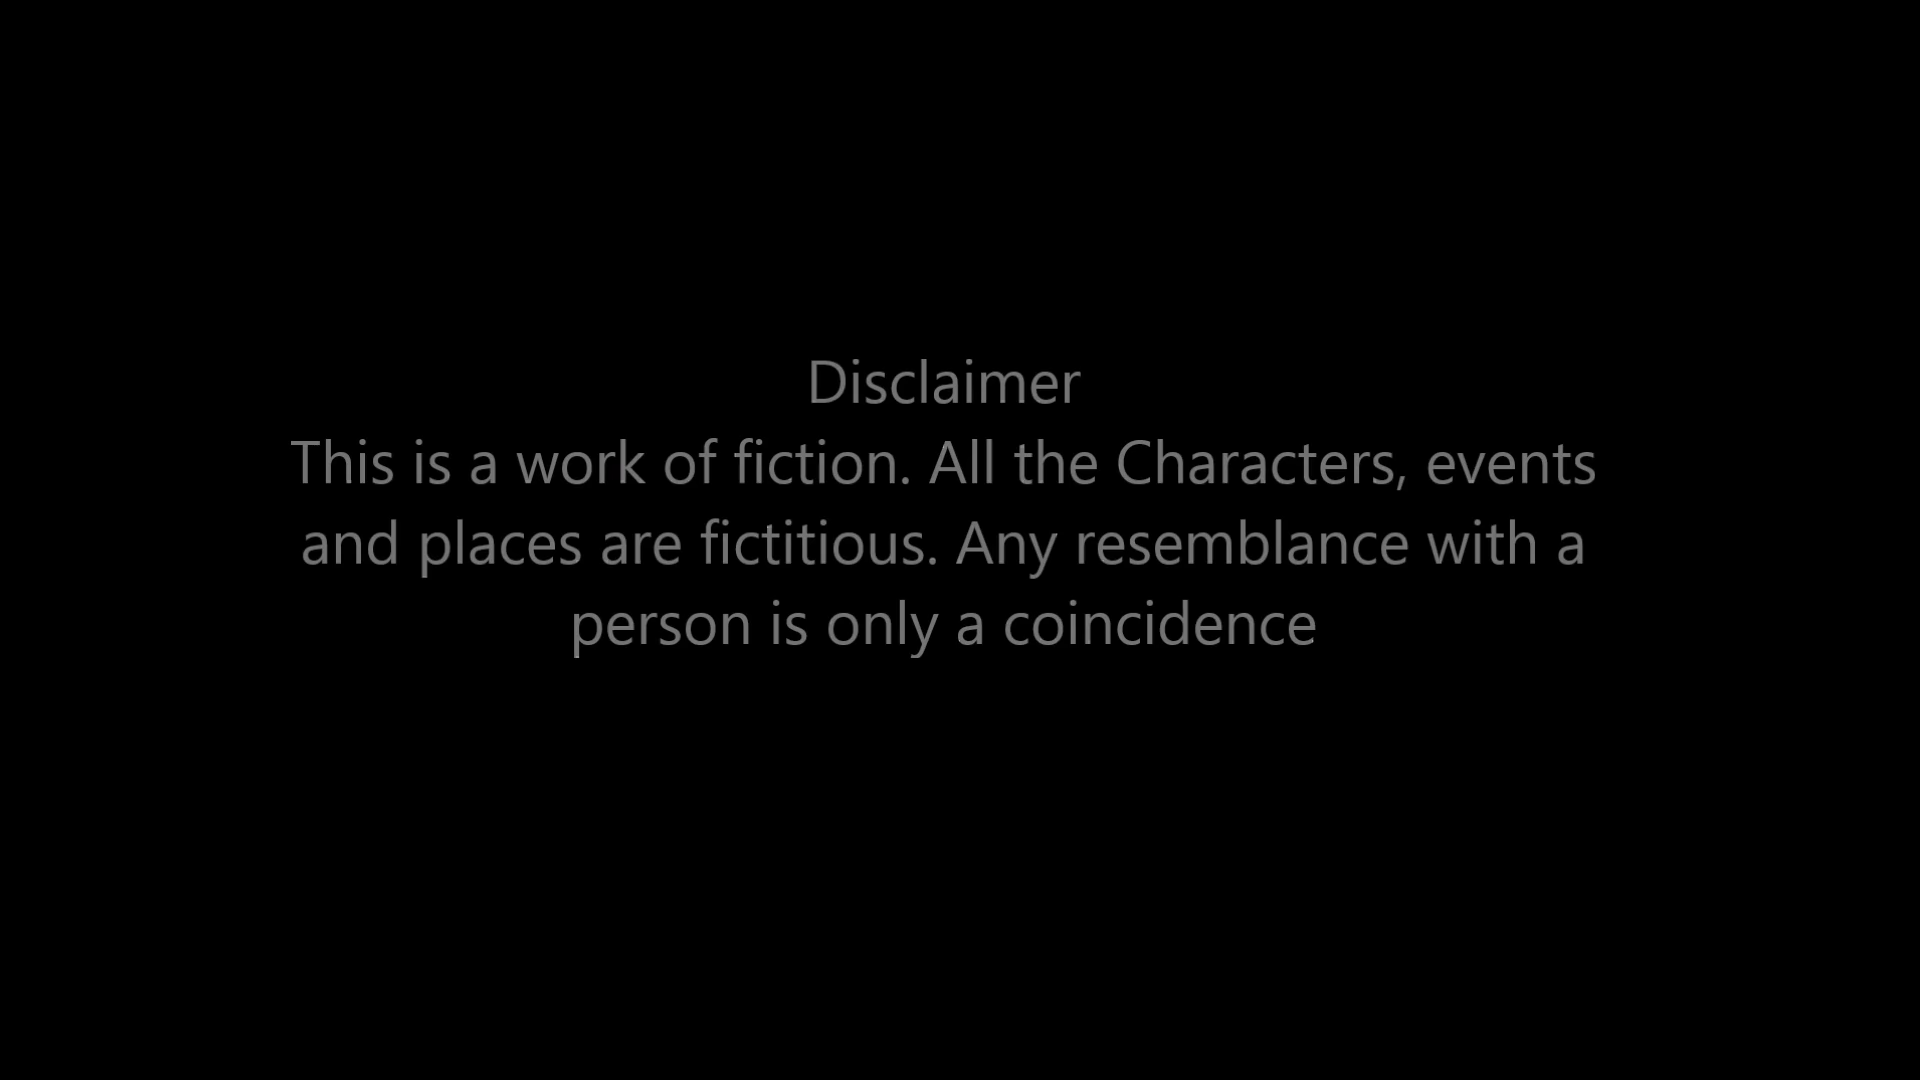 Disclaimer
This is a work of fiction. All the Characters, events
and places are fictitious. Any resemblance with a
person is only a coincidence